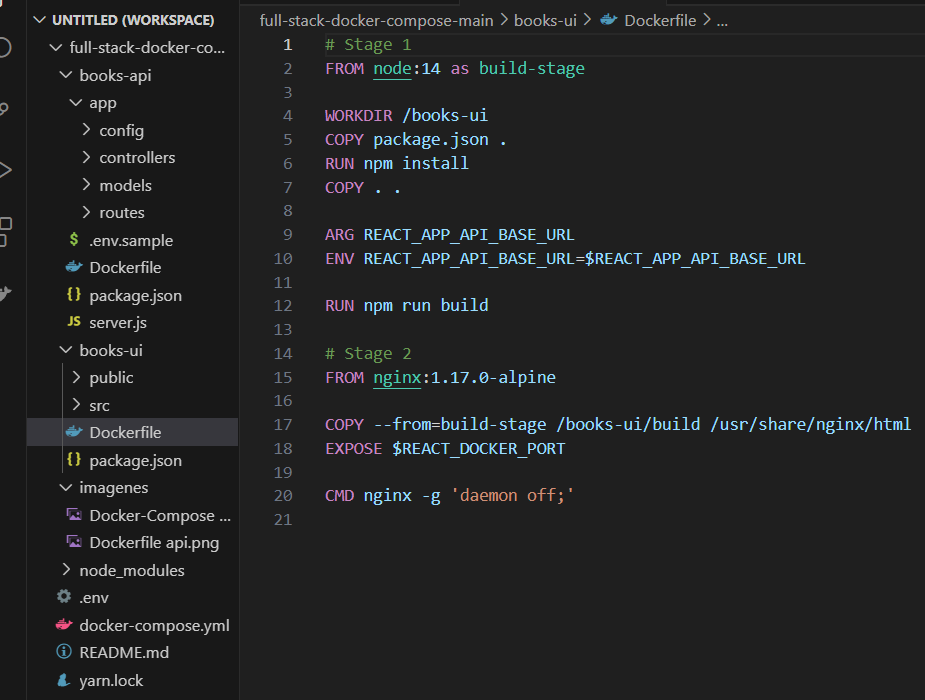 UNTITLED (WORKSPACE)
full-stack-docker-co...
books-api
app
config
controllers
models
routes
$ .env.sample
Dockerfile
{} package.json
JS server.js
books-ui
public
src
Dockerfile
{} package.json
imagenes
Docker-Compose ...
Dockerfile api.png
node_modules
.env
docker-compose.yml
README.md
yarn.lock
full-stack-docker-compose-main > books-ui > Dockerfile > ...
1 # Stage 1
2 FROM node:14 as build-stage
3
4 WORKDIR /books-ui
5 COPY package.json .
6 RUN npm install
7 COPY . .
8
9 ARG REACT_APP_API_BASE_URL
10 ENV REACT_APP_API_BASE_URL=$REACT_APP_API_BASE_URL
11
12 RUN npm run build
13
14 # Stage 2
15 FROM nginx:1.17.0-alpine
16
17 COPY --from=build-stage /books-ui/build /usr/share/nginx/html
18 EXPOSE $REACT_DOCKER_PORT
19
20 CMD nginx -g 'daemon off;'
21